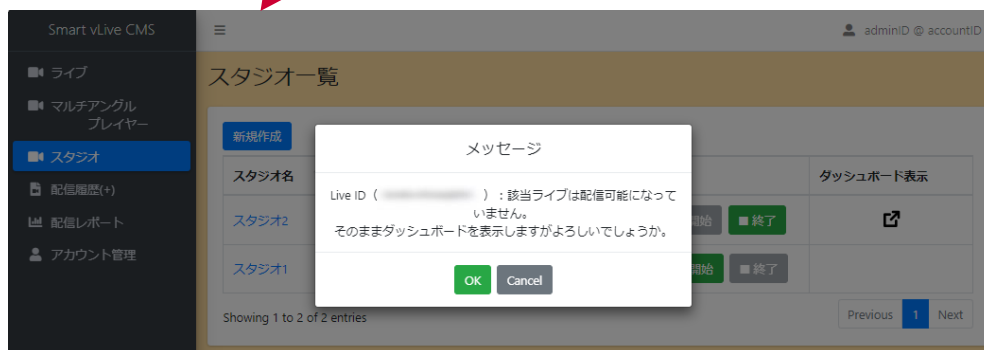 Smart vLive CMS
adminID @ accountID
ライブ
マルチアングル
プレイヤー
スタジオ
配信履歴(+)
配信レポート
アカウント管理
スタジオ一覧
新規作成
スタジオ名
ダッシュボード表示
スタジオ2
開始
終了
スタジオ1
開始
終了
Showing 1 to 2 of 2 entries
Previous 1 Next
メッセージ
Live ID( ):該当ライブは配信可能になって
いません。
そのままダッシュボードを表示しますがよろしいでしょうか。
OK Cancel